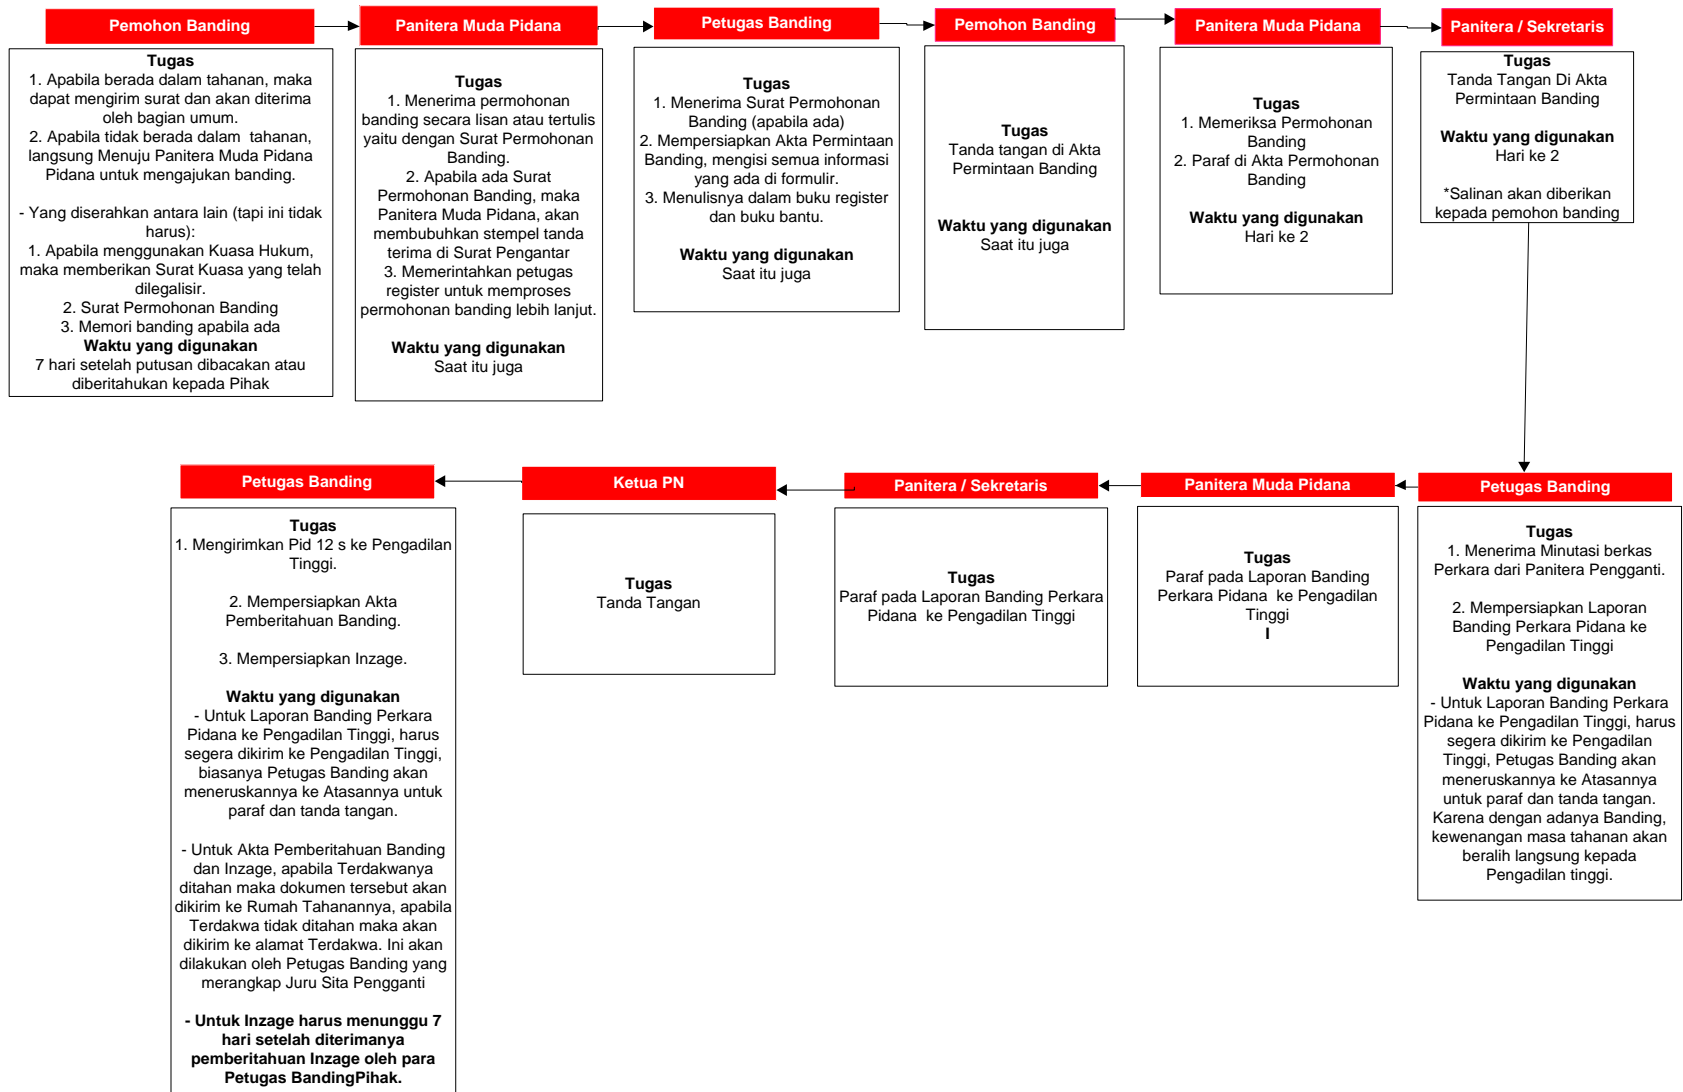 Pemohon Banding
Tugas
1. Apabila berada dalam tahanan, maka
dapat mengirim surat dan akan diterima
oleh bagian umum.
2. Apabila tidak berada dalam  tahanan,
langsung Menuju Panitera Muda Pidana
Pidana untuk mengajukan banding.
- Yang diserahkan antara lain (tapi ini tidak
harus):
1. Apabila menggunakan Kuasa Hukum,
maka memberikan Surat Kuasa yang telah
dilegalisir.
2. Surat Permohonan Banding
3. Memori banding apabila ada
Waktu yang digunakan
7 hari setelah putusan dibacakan atau
diberitahukan kepada Pihak
Panitera Muda Pidana
Tugas
1. Menerima permohonan
banding secara lisan atau tertulis
yaitu dengan Surat Permohonan
Banding.
2. Apabila ada Surat
Permohonan Banding, maka
Panitera Muda Pidana, akan
membubuhkan stempel tanda
terima di Surat Pengantar
3. Memerintahkan petugas
register untuk memproses
permohonan banding lebih lanjut.
Waktu yang digunakan
Saat itu juga
Petugas Banding
Tugas
1. Menerima Surat Permohonan
Banding (apabila ada)
2. Mempersiapkan Akta Permintaan
Banding, mengisi semua informasi
yang ada di formulir.
3. Menulisnya dalam buku register
dan buku bantu.
Waktu yang digunakan
Saat itu juga
Pemohon Banding
Tugas
Tanda tangan di Akta
Permintaan Banding
Waktu yang digunakan
Saat itu juga
Panitera Muda Pidana
Tugas
1. Memeriksa Permohonan
Banding
2. Paraf di Akta Permohonan
Banding
Waktu yang digunakan
Hari ke 2
Panitera / Sekretaris
Tugas
Tanda Tangan Di Akta
Permintaan Banding
Waktu yang digunakan
Hari ke 2
*Salinan akan diberikan
kepada pemohon banding
Petugas Banding
Tugas
1. Menerima Minutasi berkas
Perkara dari Panitera Pengganti.
2. Mempersiapkan Laporan
Banding Perkara Pidana ke
Pengadilan Tinggi
Waktu yang digunakan
- Untuk Laporan Banding Perkara
Pidana ke Pengadilan Tinggi, harus
segera dikirim ke Pengadilan
Tinggi, Petugas Banding akan
meneruskannya ke Atasannya
untuk paraf dan tanda tangan.
Karena dengan adanya Banding,
kewenangan masa tahanan akan
beralih langsung kepada
Pengadilan tinggi.
Panitera Muda Pidana
Tugas
Paraf pada Laporan Banding
Perkara Pidana  ke Pengadilan
Tinggi
I
Panitera / Sekretaris
Tugas
Paraf pada Laporan Banding Perkara
Pidana  ke Pengadilan Tinggi
Ketua PN
Tugas
Tanda Tangan
Petugas Banding
Tugas
1. Mengirimkan Pid 12 s ke Pengadilan
Tinggi.
2. Mempersiapkan Akta
Pemberitahuan Banding.
3. Mempersiapkan Inzage.
Waktu yang digunakan
- Untuk Laporan Banding Perkara
Pidana ke Pengadilan Tinggi, harus
segera dikirim ke Pengadilan Tinggi,
biasanya Petugas Banding akan
meneruskannya ke Atasannya untuk
paraf dan tanda tangan.
- Untuk Akta Pemberitahuan Banding
dan Inzage, apabila Terdakwanya
ditahan maka dokumen tersebut akan
dikirim ke Rumah Tahanannya, apabila
Terdakwa tidak ditahan maka akan
dikirim ke alamat Terdakwa. Ini akan
dilakukan oleh Petugas Banding yang
merangkap Juru Sita Pengganti
- Untuk Inzage harus menunggu 7
hari setelah diterimanya
pemberitahuan Inzage oleh para
Petugas BandingPihak.